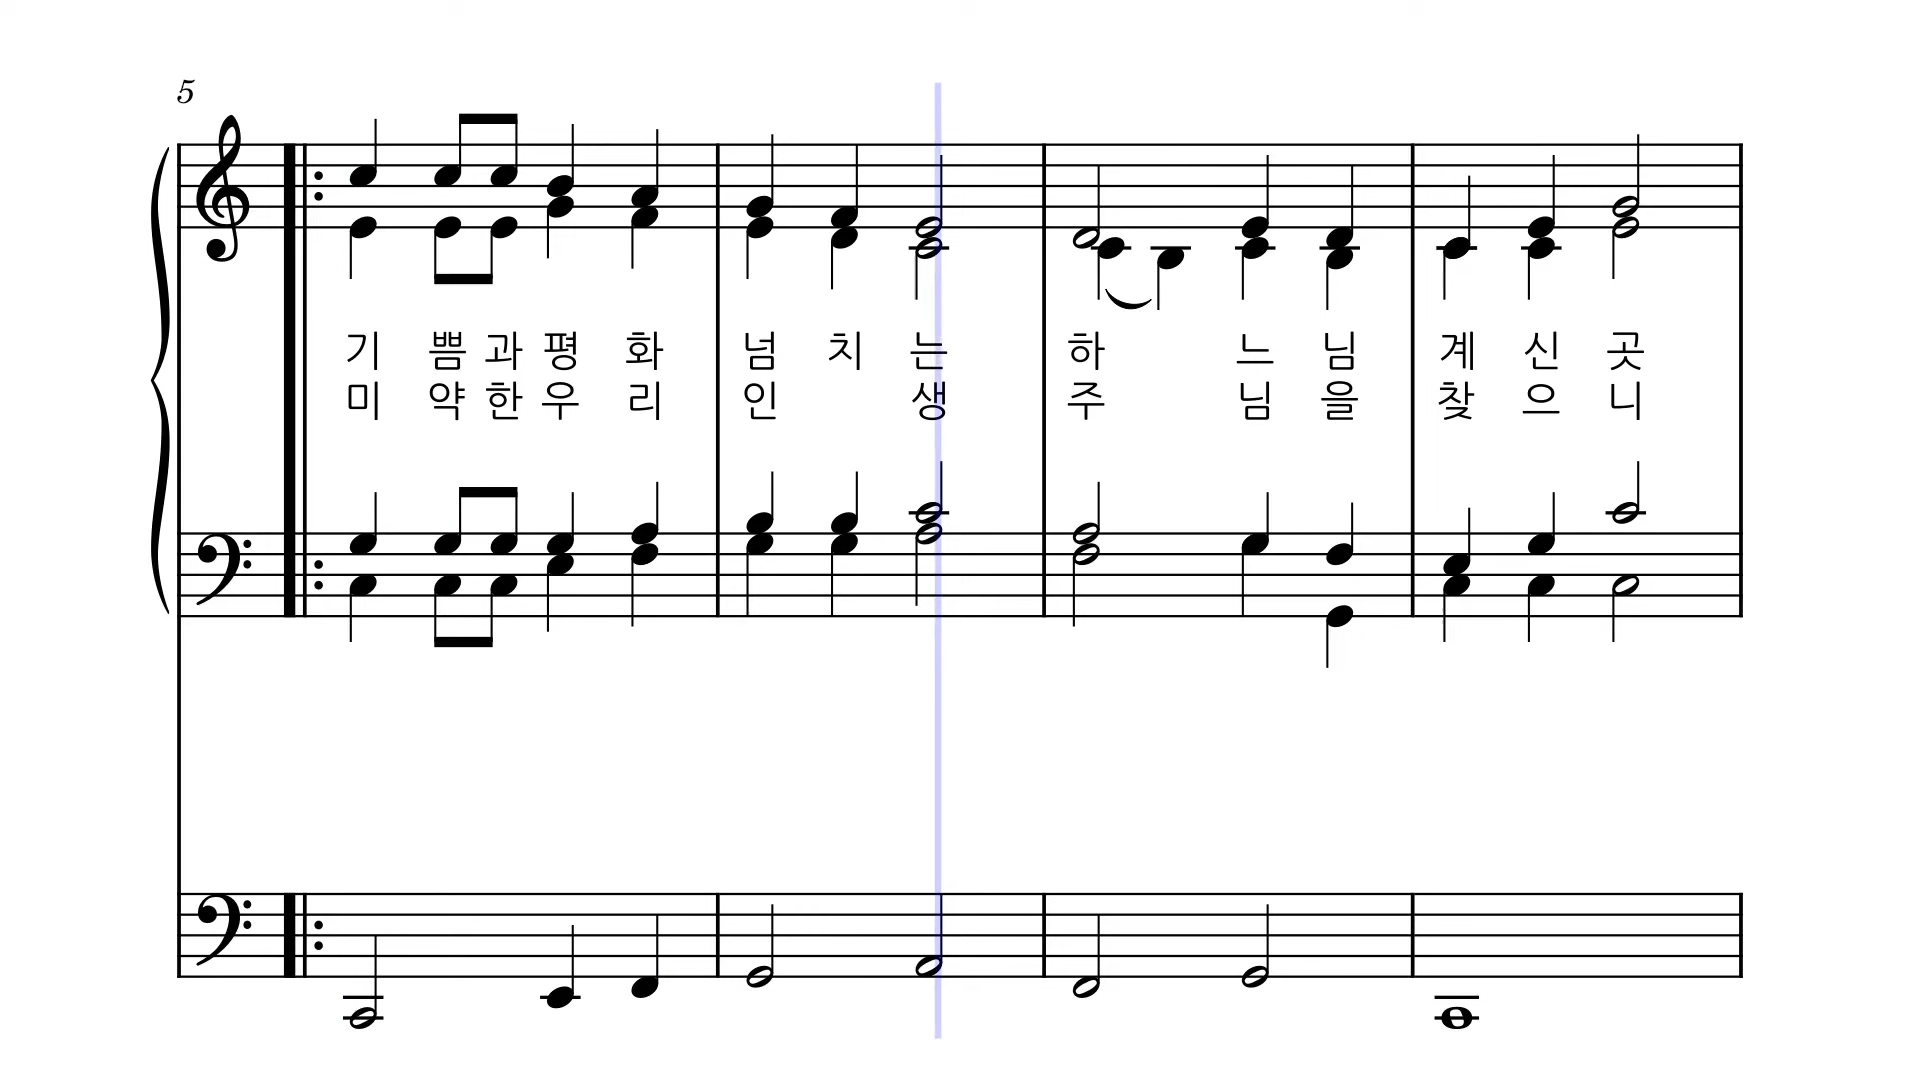 5
기 쁨 과 평 화 넘 치 는 하 느 님 계 신 곳
미 약 한 우 리 인 생 주 님 을 찾 으 니